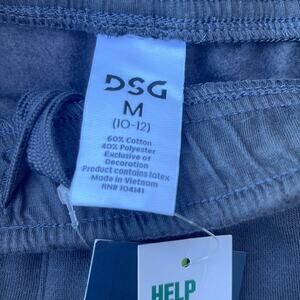 DSG
M
(10-12)
60% Cotton
40% Polyester
Exclusive of
Decoration
Product contains latex
Made in Vietnam
RN# 104141
HELP